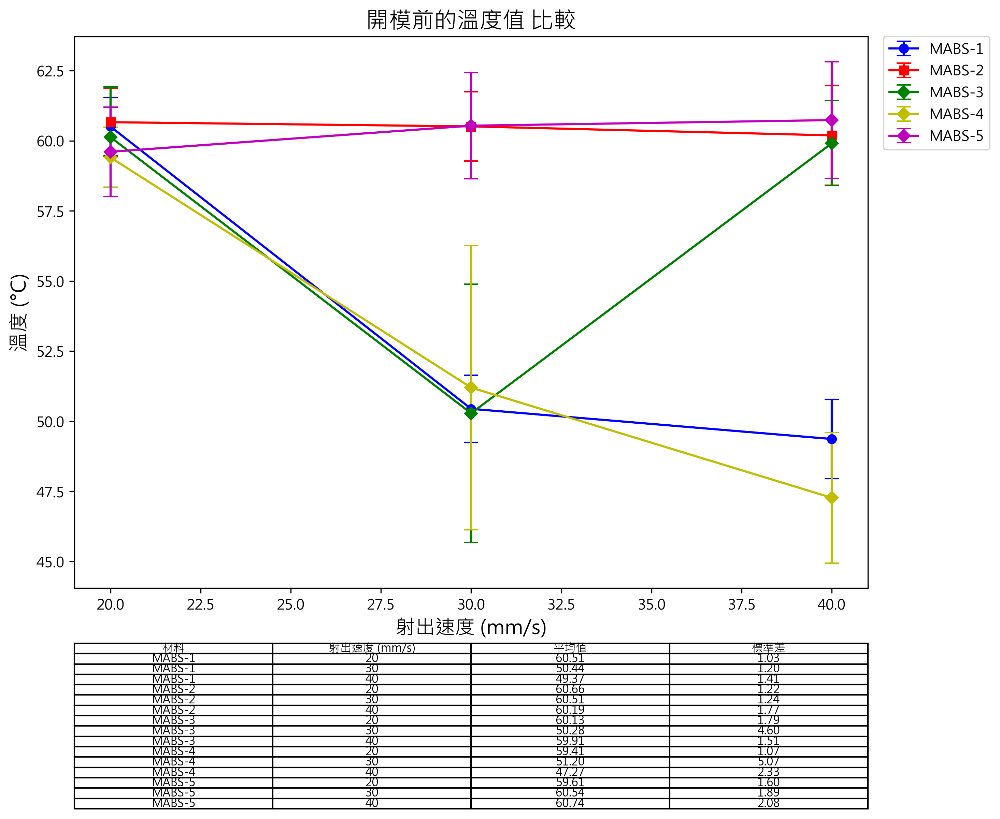 開模前的溫度值 比較
62.5
60.0
57.5
55.0
52.5
50.0
47.5
45.0
溫度 (°C)
20.0 22.5 25.0 27.5 30.0 32.5 35.0 37.5 40.0
射出速度 (mm/s)
MABS-1
MABS-2
MABS-3
MABS-4
MABS-5
材料 射出速度 (mm/s) 平均值 標準差
MABS-1 20 60.51 1.03
MABS-1 30 50.44 1.20
MABS-1 40 49.37 1.41
MABS-2 20 60.66 1.22
MABS-2 30 60.51 1.24
MABS-2 40 60.19 1.77
MABS-3 20 60.13 1.79
MABS-3 30 50.28 4.60
MABS-3 40 59.91 1.51
MABS-4 20 59.41 1.07
MABS-4 30 51.20 5.07
MABS-4 40 47.27 2.33
MABS-5 20 59.61 1.60
MABS-5 30 60.54 1.89
MABS-5 40 60.74 2.08